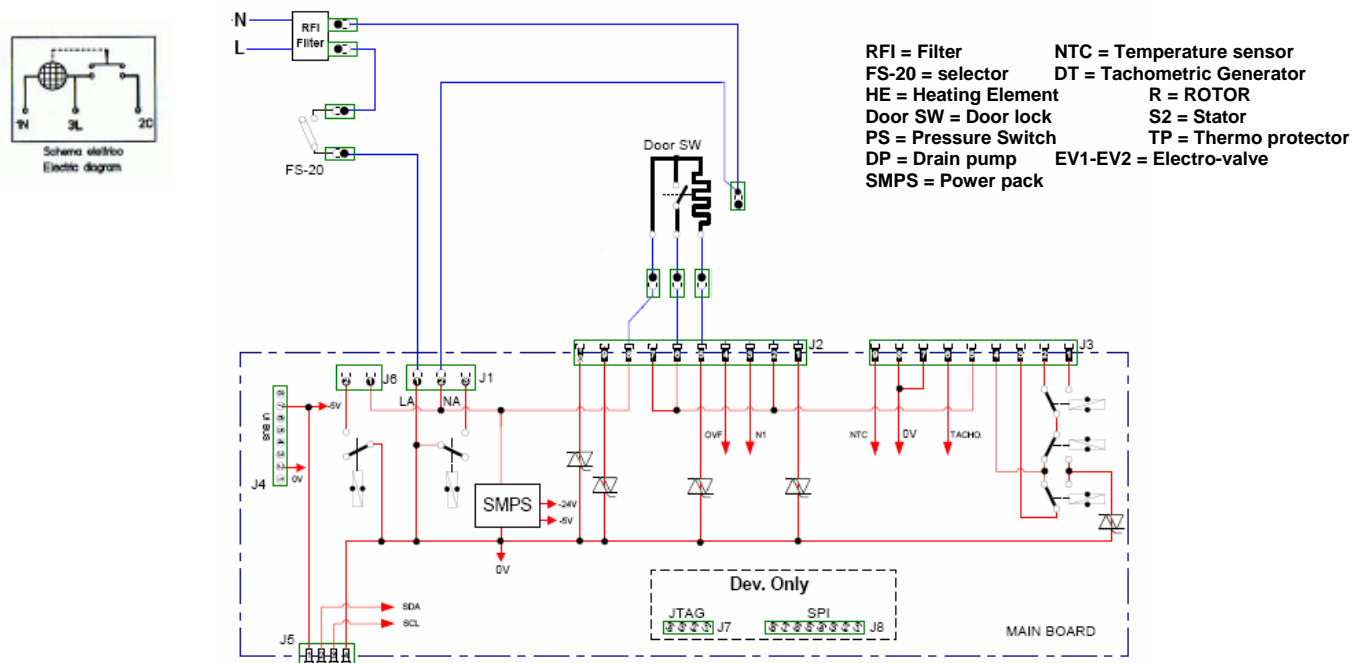 N
L
RFI
Filter
FS-20
1N 3L 2C
Schema elettrico
Electric diagram
RFI = Filter NTC = Temperature sensor
FS-20 = selector DT = Tachometric Generator
HE = Heating Element R = ROTOR
Door SW = Door lock S2 = Stator
PS = Pressure Switch TP = Thermo protector
DP = Drain pump EV1-EV2 = Electro-valve
SMPS = Power pack
Door SW
J2
J3
J6
J1
LA NA
-5V
U BUS
J4
0V
OVF
N1
NTC
0V
TACHO.
SMPS
-24V
-5V
0V
SDA
SCL
J5
Dev. Only
JTAG
J7
SPI
J8
MAIN BOARD